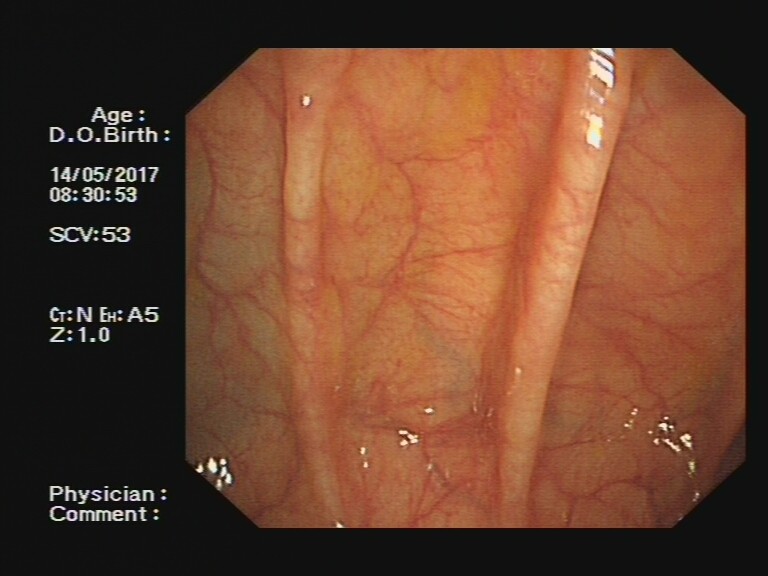 Age:
D.O.Birth:
14/05/2017
08:30:53
SCV:53
CT:N EH:A5
Z:1.0
Physician:
Comment: